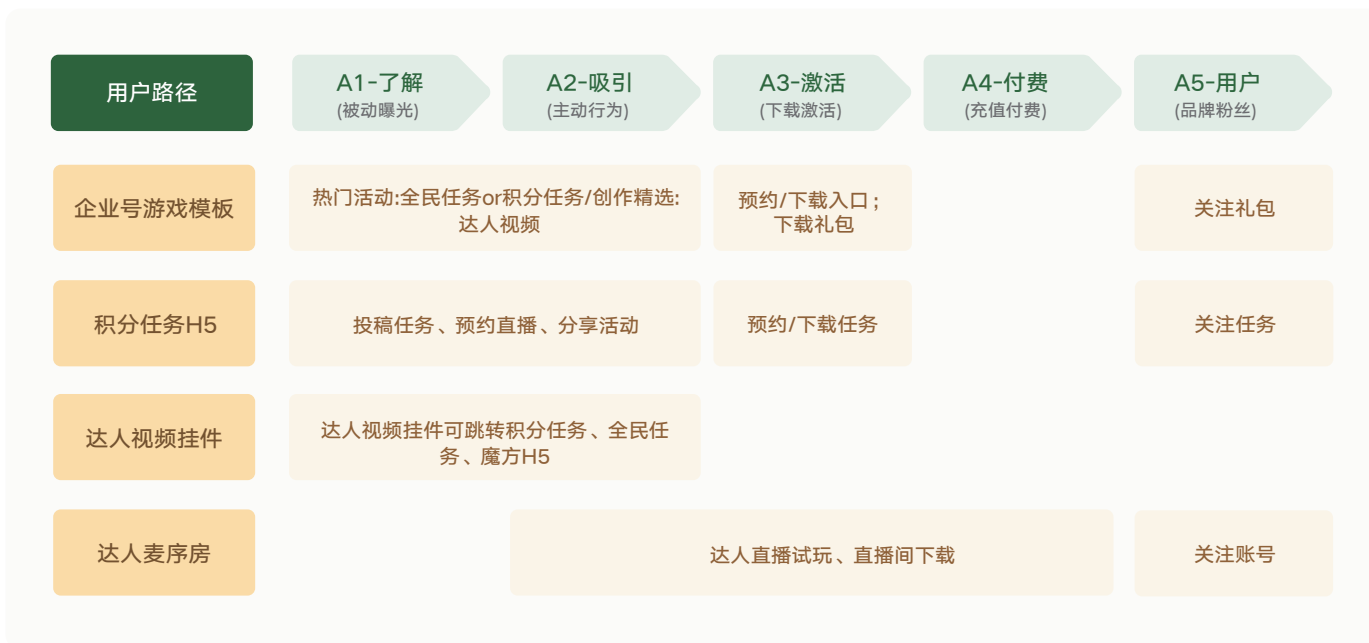 用户路径
A1-了解
(被动曝光)
A2-吸引
(主动行为)
A3-激活
(下载激活)
A4-付费
(充值付费)
A5-用户
(品牌粉丝)
企业号游戏模板
热门活动:全民任务or积分任务/创作精选:
达人视频
预约/下载入口；
下载礼包
关注礼包
积分任务H5
投稿任务、预约直播、分享活动
预约/下载任务
关注任务
达人视频挂件
达人视频挂件可跳转积分任务、全民任
务、魔方H5
达人麦序房
达人直播试玩、直播间下载
关注账号